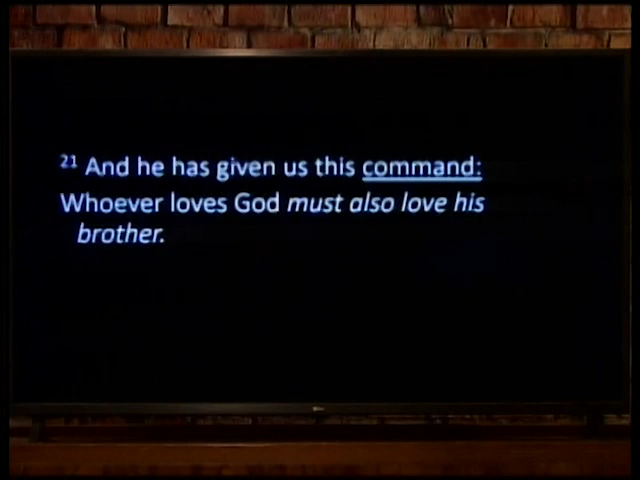 21 And he has given us this command:
Whoever loves God must also love his
brother.